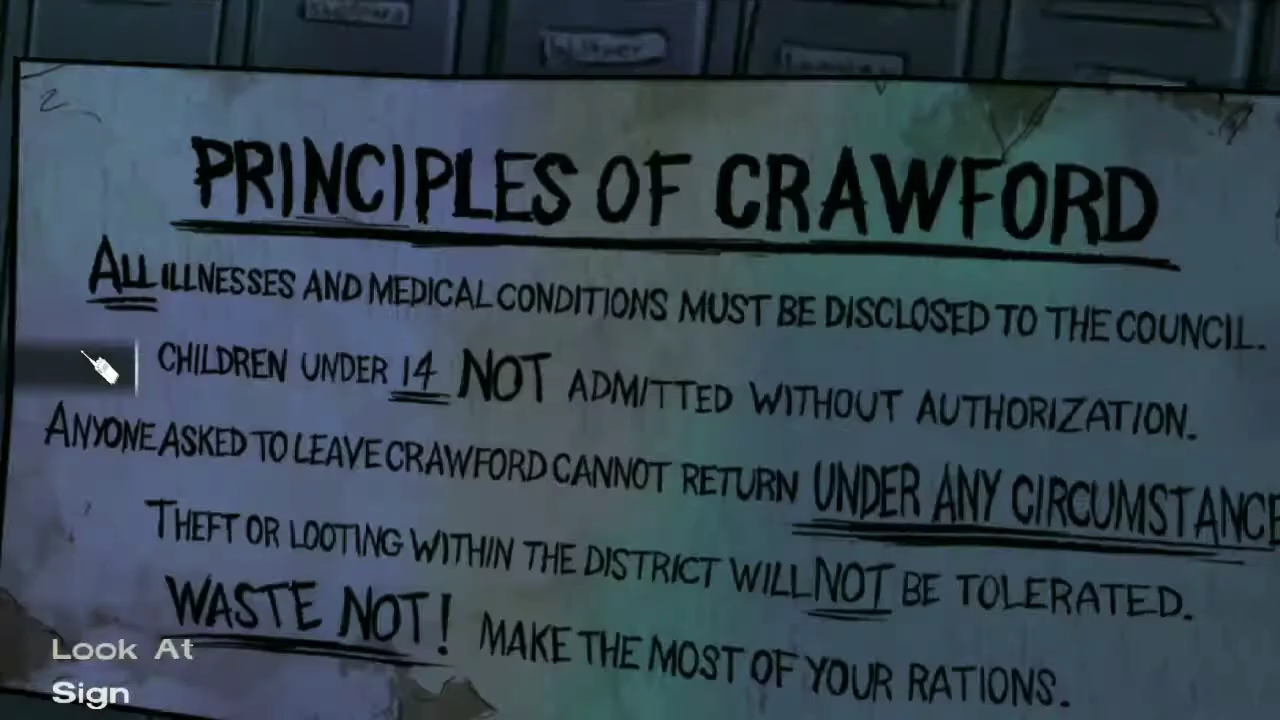 PRINCIPLES OF CRAWFORD
ALL ILLNESSES AND MEDICAL CONDITIONS MUST BE DISCLOSED TO THE COUNCIL.
CHILDREN UNDER 14 NOT ADMITTED WITHOUT AUTHORIZATION.
ANYONE ASKED TO LEAVE CRAWFORD CANNOT RETURN UNDER ANY CIRCUMSTANCE
THEFT OR LOOTING WITHIN THE DISTRICT WILL NOT BE TOLERATED.
WASTE NOT! MAKE THE MOST OF YOUR RATIONS.
Look At
Sign